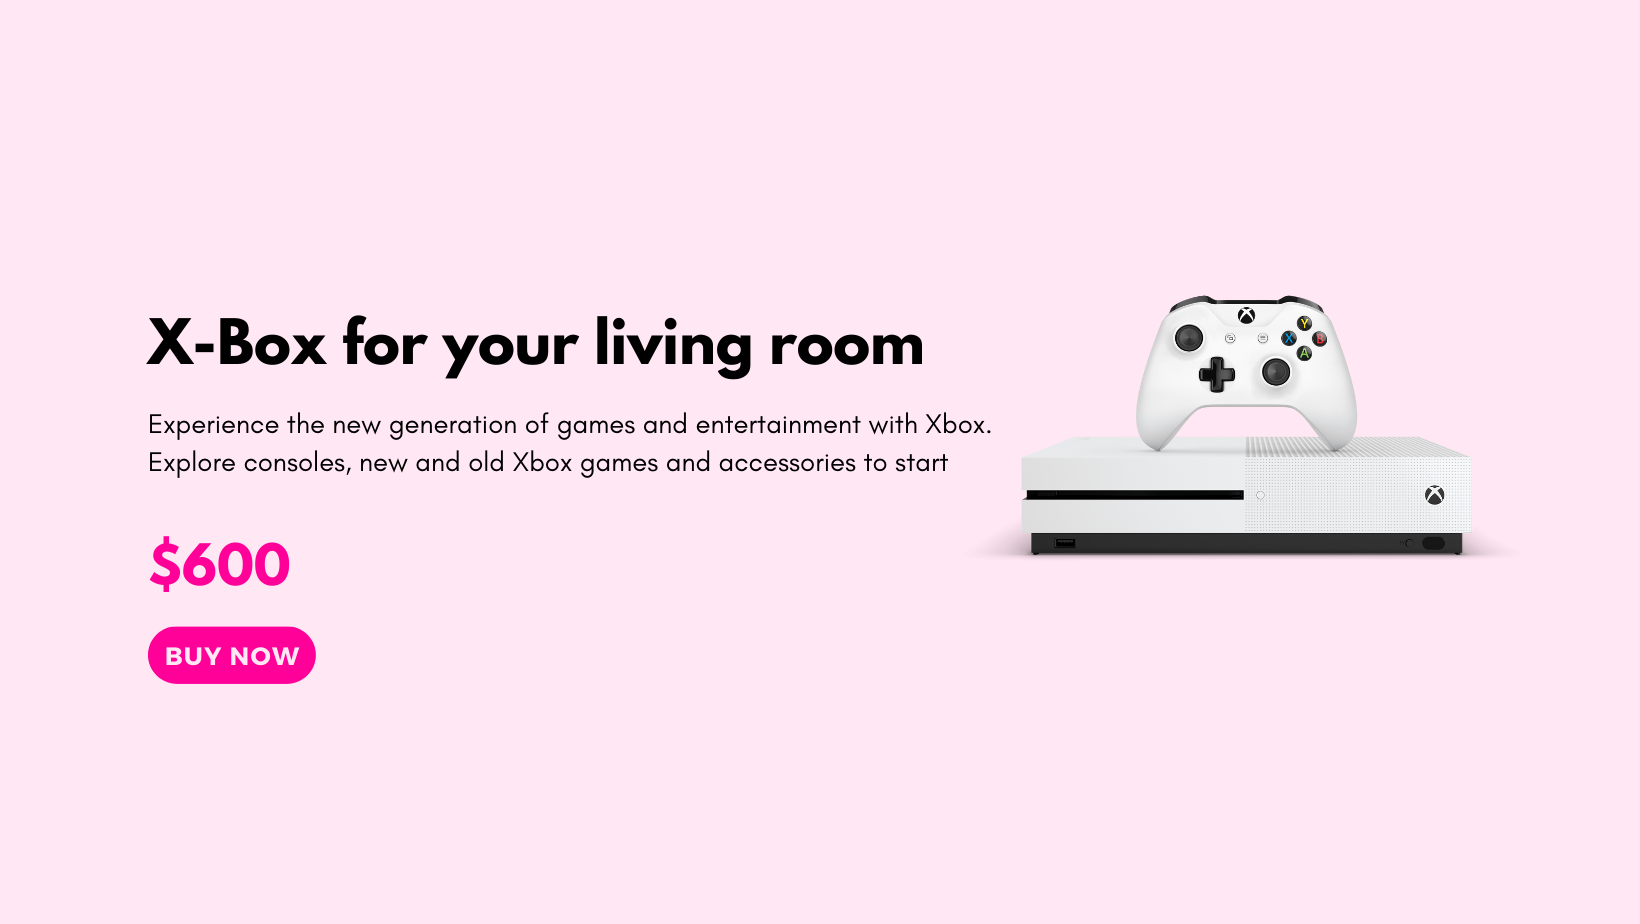 X-Box for your living room
Experience the new generation of games and entertainment with Xbox.
Explore consoles, new and old Xbox games and accessories to start
$600
BUY NOW
Y
X
B
A